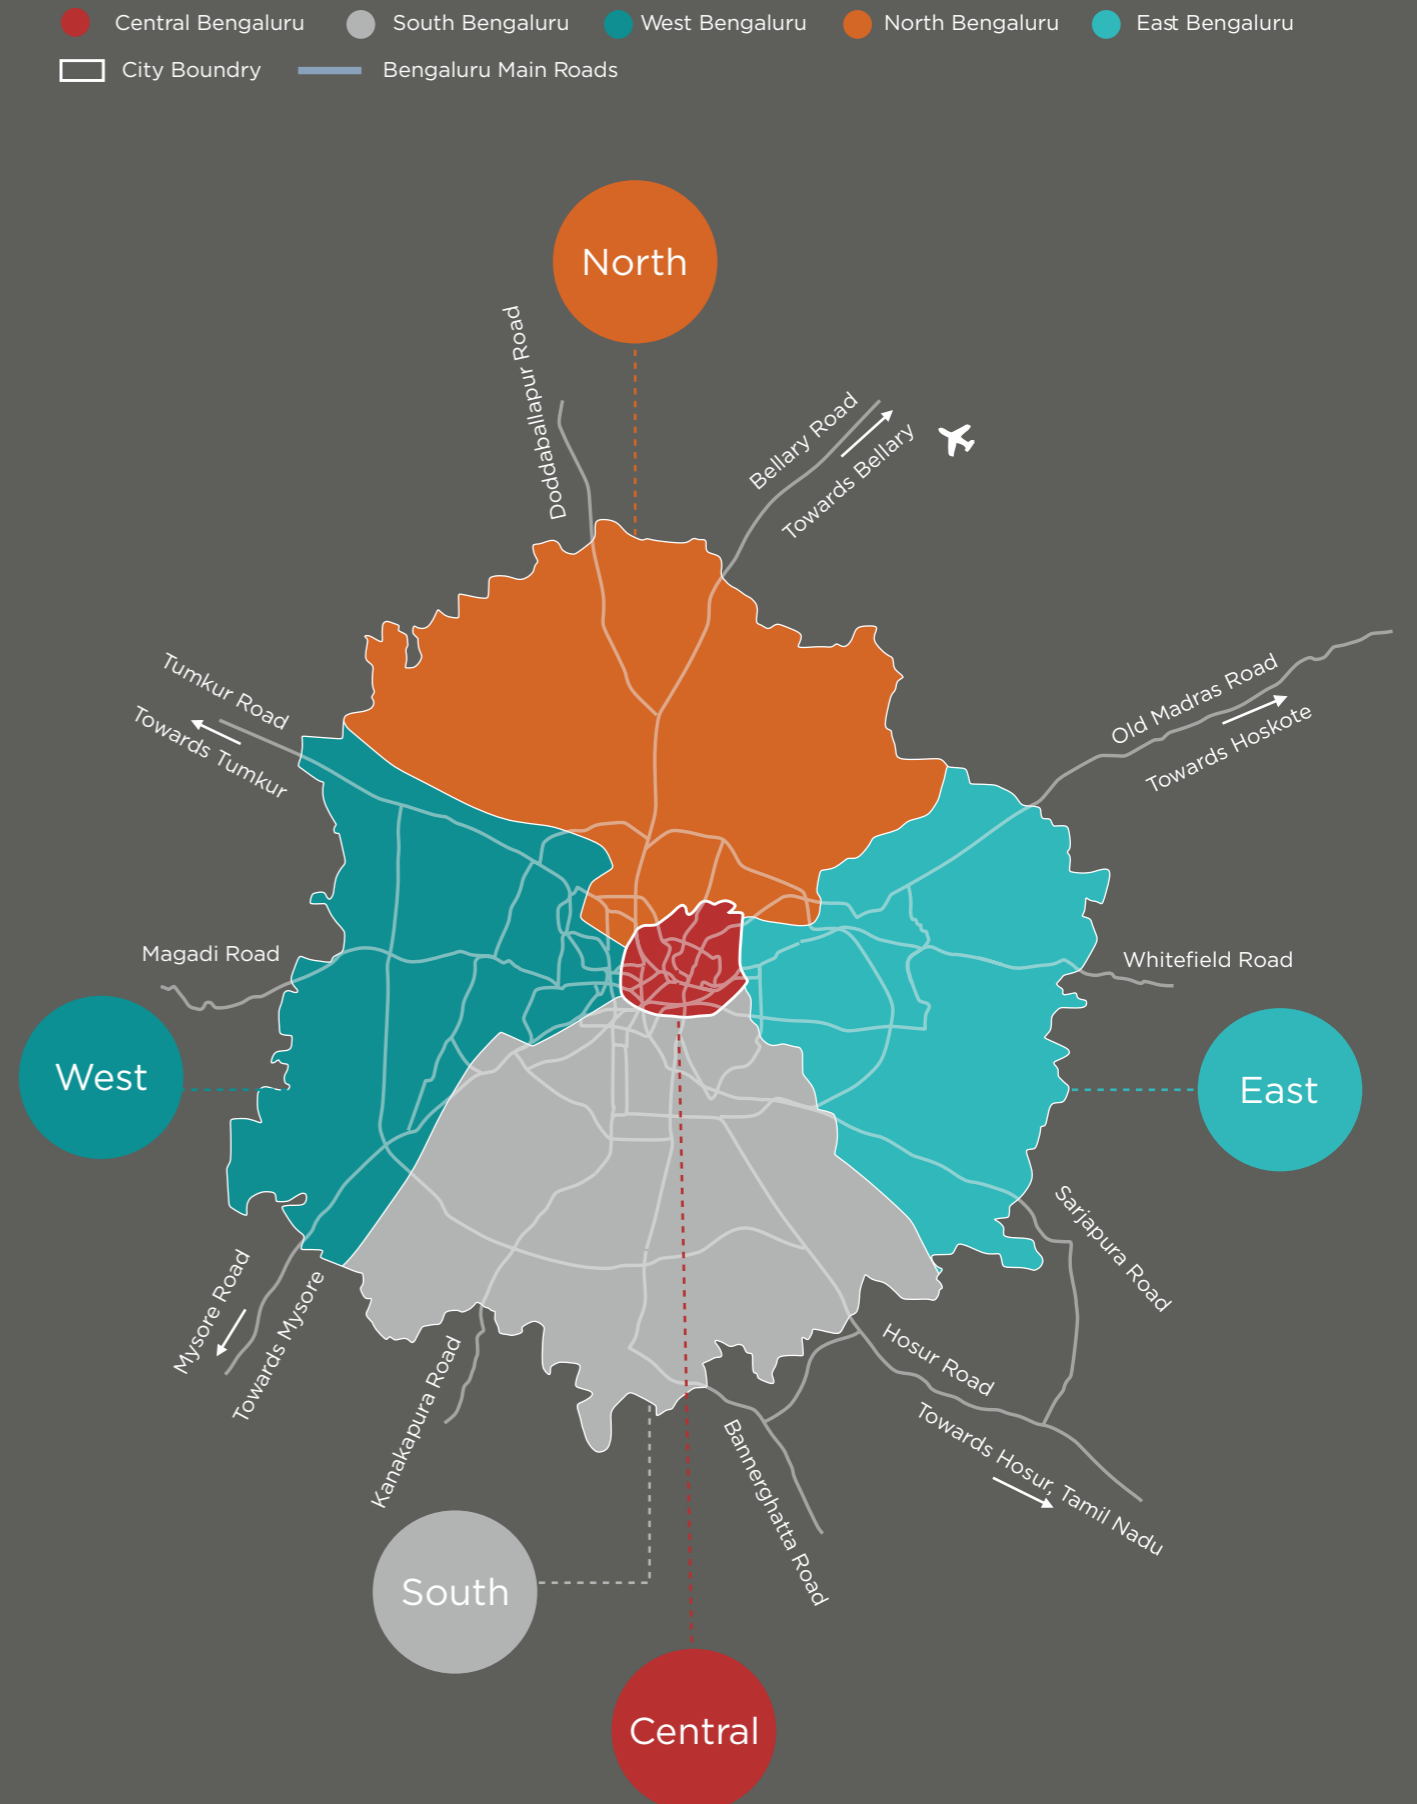 Central Bengaluru
South Bengaluru
West Bengaluru
North Bengaluru
East Bengaluru
City Boundry
Bengaluru Main Roads
North
Doddaballapur Road
Bellary Road
Towards Bellary
Tumkur Road
Towards Tumkur
Old Madras Road
Towards Hoskote
Magadi Road
Whitefield Road
West
East
Sarjapura Road
Mysore Road
Towards Mysore
Kanakapura Road
Hosur Road
Towards Hosur, Tamil Nadu
Bannerghatta Road
South
Central